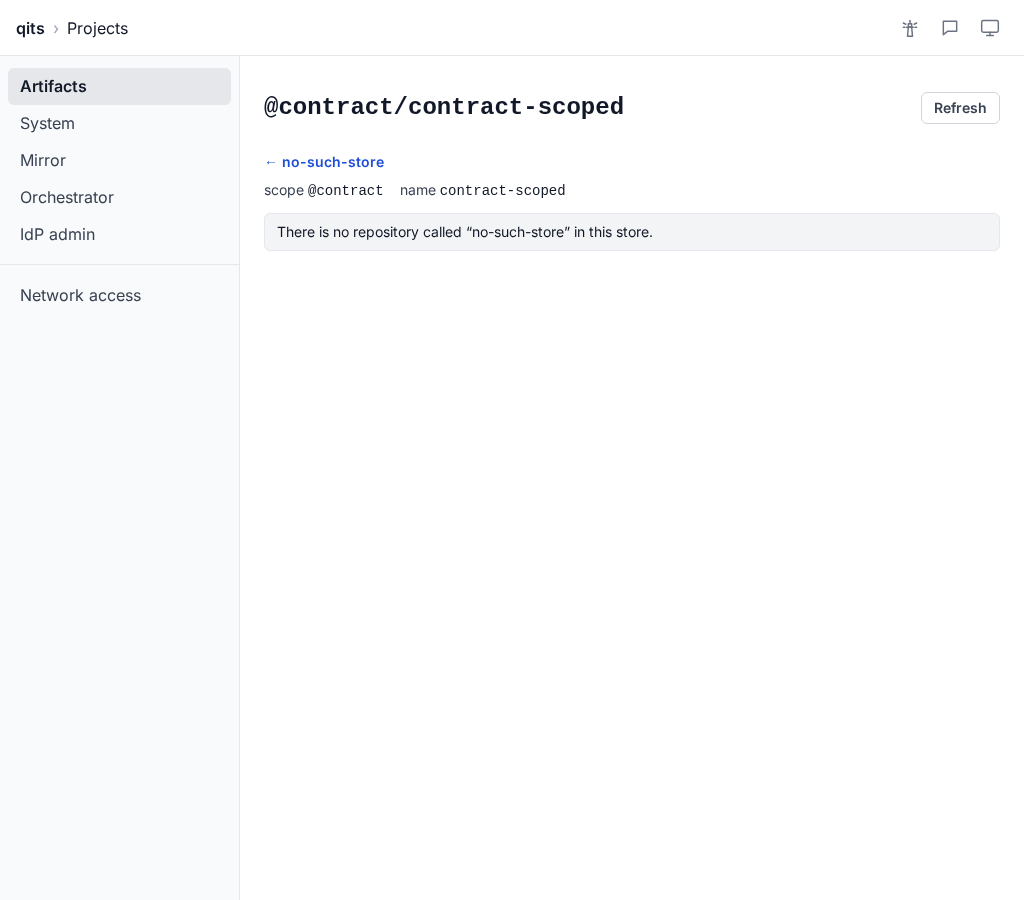 qits › Projects
Artifacts
System
Mirror
Orchestrator
IdP admin
Network access
@contract/contract-scoped
Refresh
← no-such-store
scope @contract name contract-scoped
There is no repository called “no-such-store” in this store.